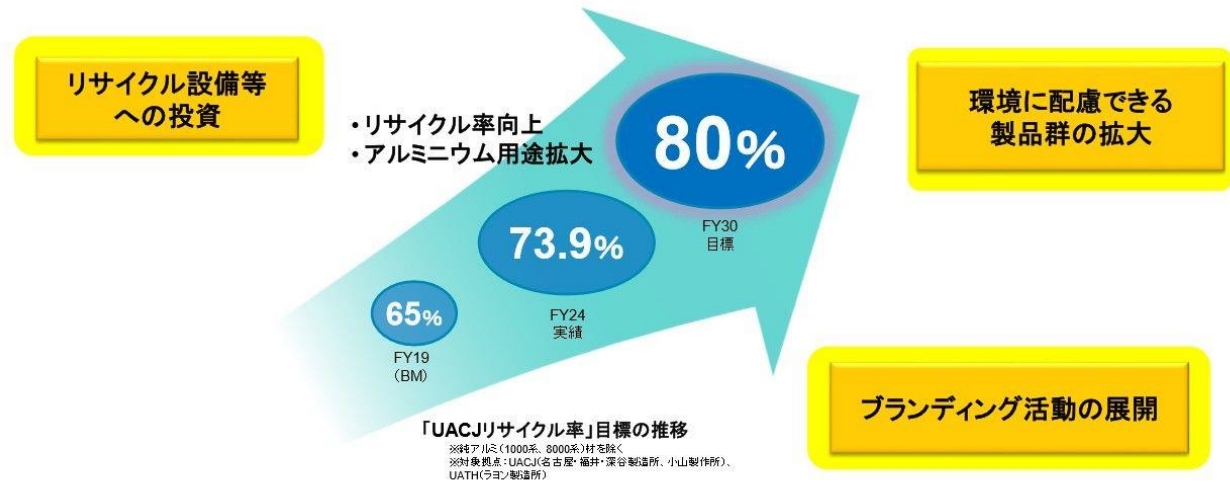 リサイクル設備等
への投資
・リサイクル率向上
・アルミニウム用途拡大
80%
FY30
目標
環境に配慮できる
製品群の拡大
73.9%
FY24
実績
65%
FY19
(BM)
ブランディング活動の展開
「UACJリサイクル率」目標の推移
※純アルミ(1000系、8000系)材を除く
※対象拠点:UACJ(名古屋・福井・深谷製造所、小山製作所)、
UATH(ラヨン製造所)